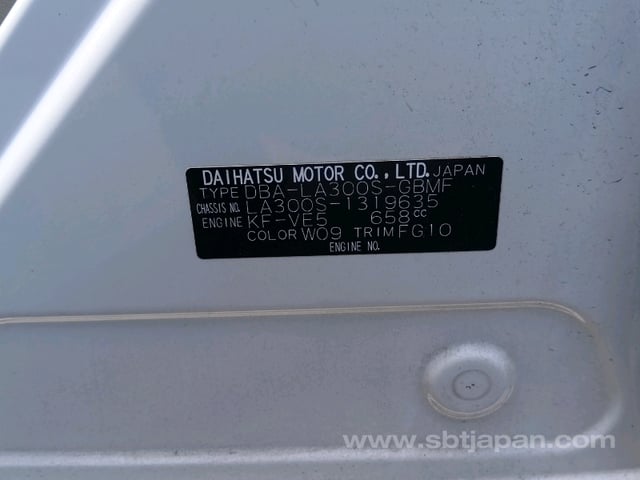 DAIHATSU MOTOR CO., LTD. JAPAN
TYPE DBA-LA300S-GBMF
CHASSIS NO. LA300S-1319635
ENGINE KF-VE5 658cc
COLOR W09 TRIM FG10
ENGINE NO.
www.sbtjapan.com